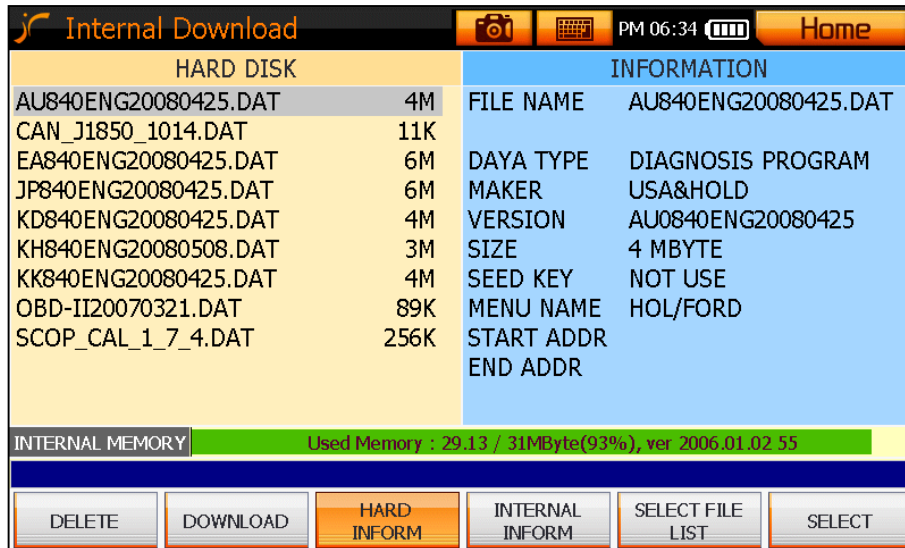 Internal Download PM 06:34 Home
HARD DISK
AU840ENG20080425.DAT 4M
CAN_J1850_1014.DAT 11K
EA840ENG20080425.DAT 6M
JP840ENG20080425.DAT 6M
KD840ENG20080425.DAT 4M
KH840ENG20080508.DAT 3M
KK840ENG20080425.DAT 4M
OBD-II20070321.DAT 89K
SCOP_CAL_1_7_4.DAT 256K
INFORMATION
FILE NAME AU840ENG20080425.DAT
DAYA TYPE DIAGNOSIS PROGRAM
MAKER USA&HOLD
VERSION AU0840ENG20080425
SIZE 4 MBYTE
SEED KEY NOT USE
MENU NAME HOL/FORD
START ADDR
END ADDR
INTERNAL MEMORY Used Memory : 29.13 / 31MByte(93%), ver 2006.01.02 55
DELETE
DOWNLOAD
HARD
INFORM
INTERNAL
INFORM
SELECT FILE
LIST
SELECT